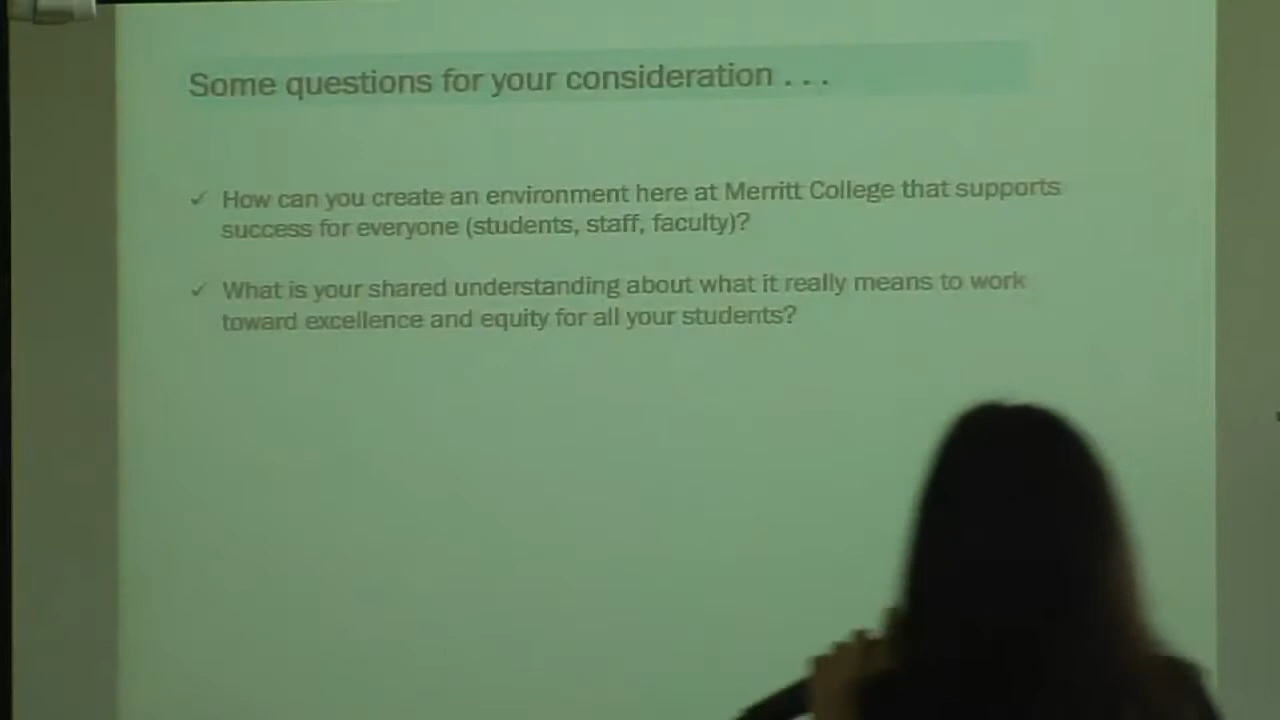 Some questions for your consideration . . .
✓ How can you create an environment here at Merritt College that supports
success for everyone (students, staff, faculty)?
✓ What is your shared understanding about what it really means to work
toward excellence and equity for all your students?